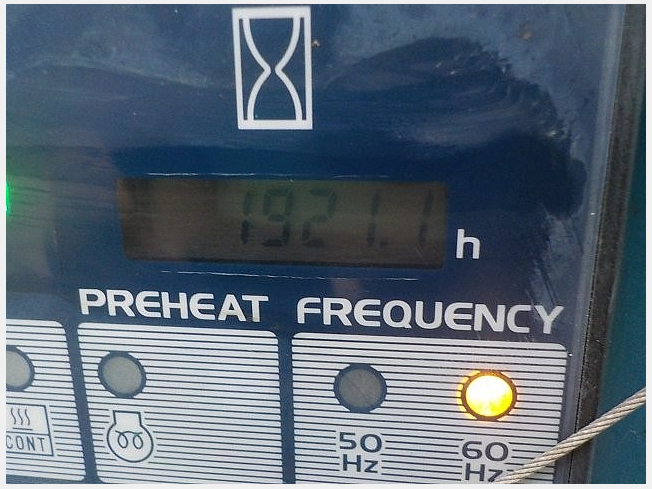 1921.1 h
PREHEAT FREQUENCY
CONT
50 Hz
60 Hz